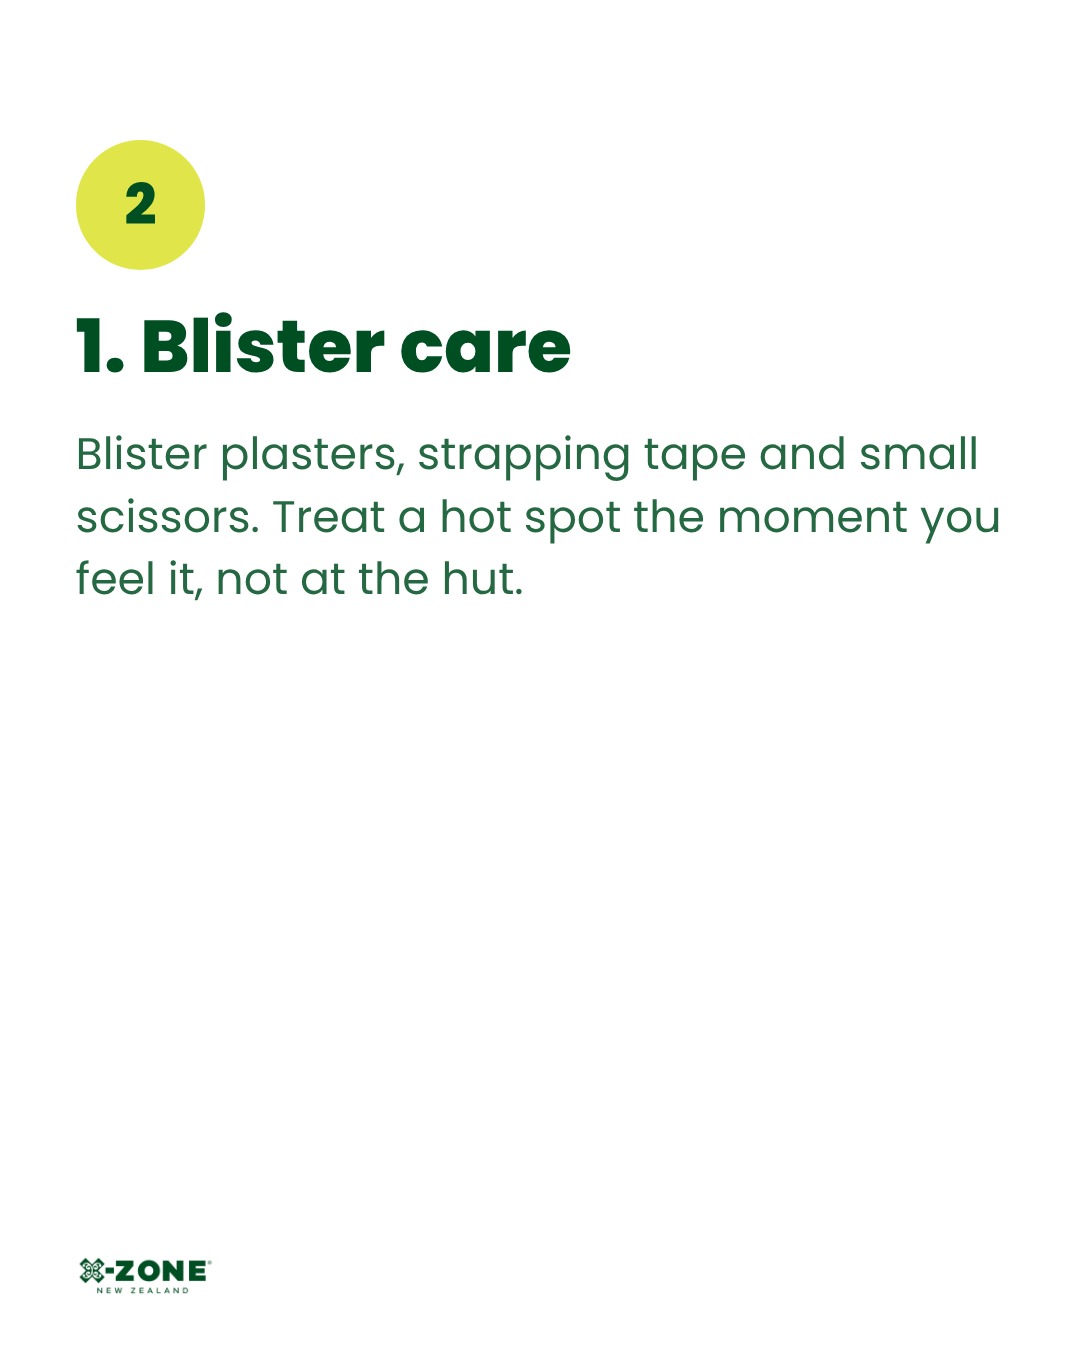 2
1. Blister care
Blister plasters, strapping tape and small
scissors. Treat a hot spot the moment you
feel it, not at the hut.
X-ZONE®
NEW ZEALAND